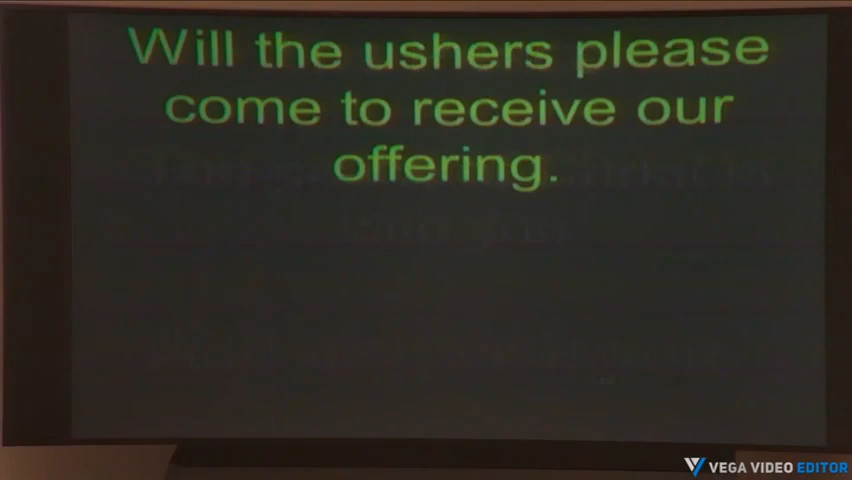 Will the ushers please
come to receive our
offering.
VEGA VIDEO EDITOR